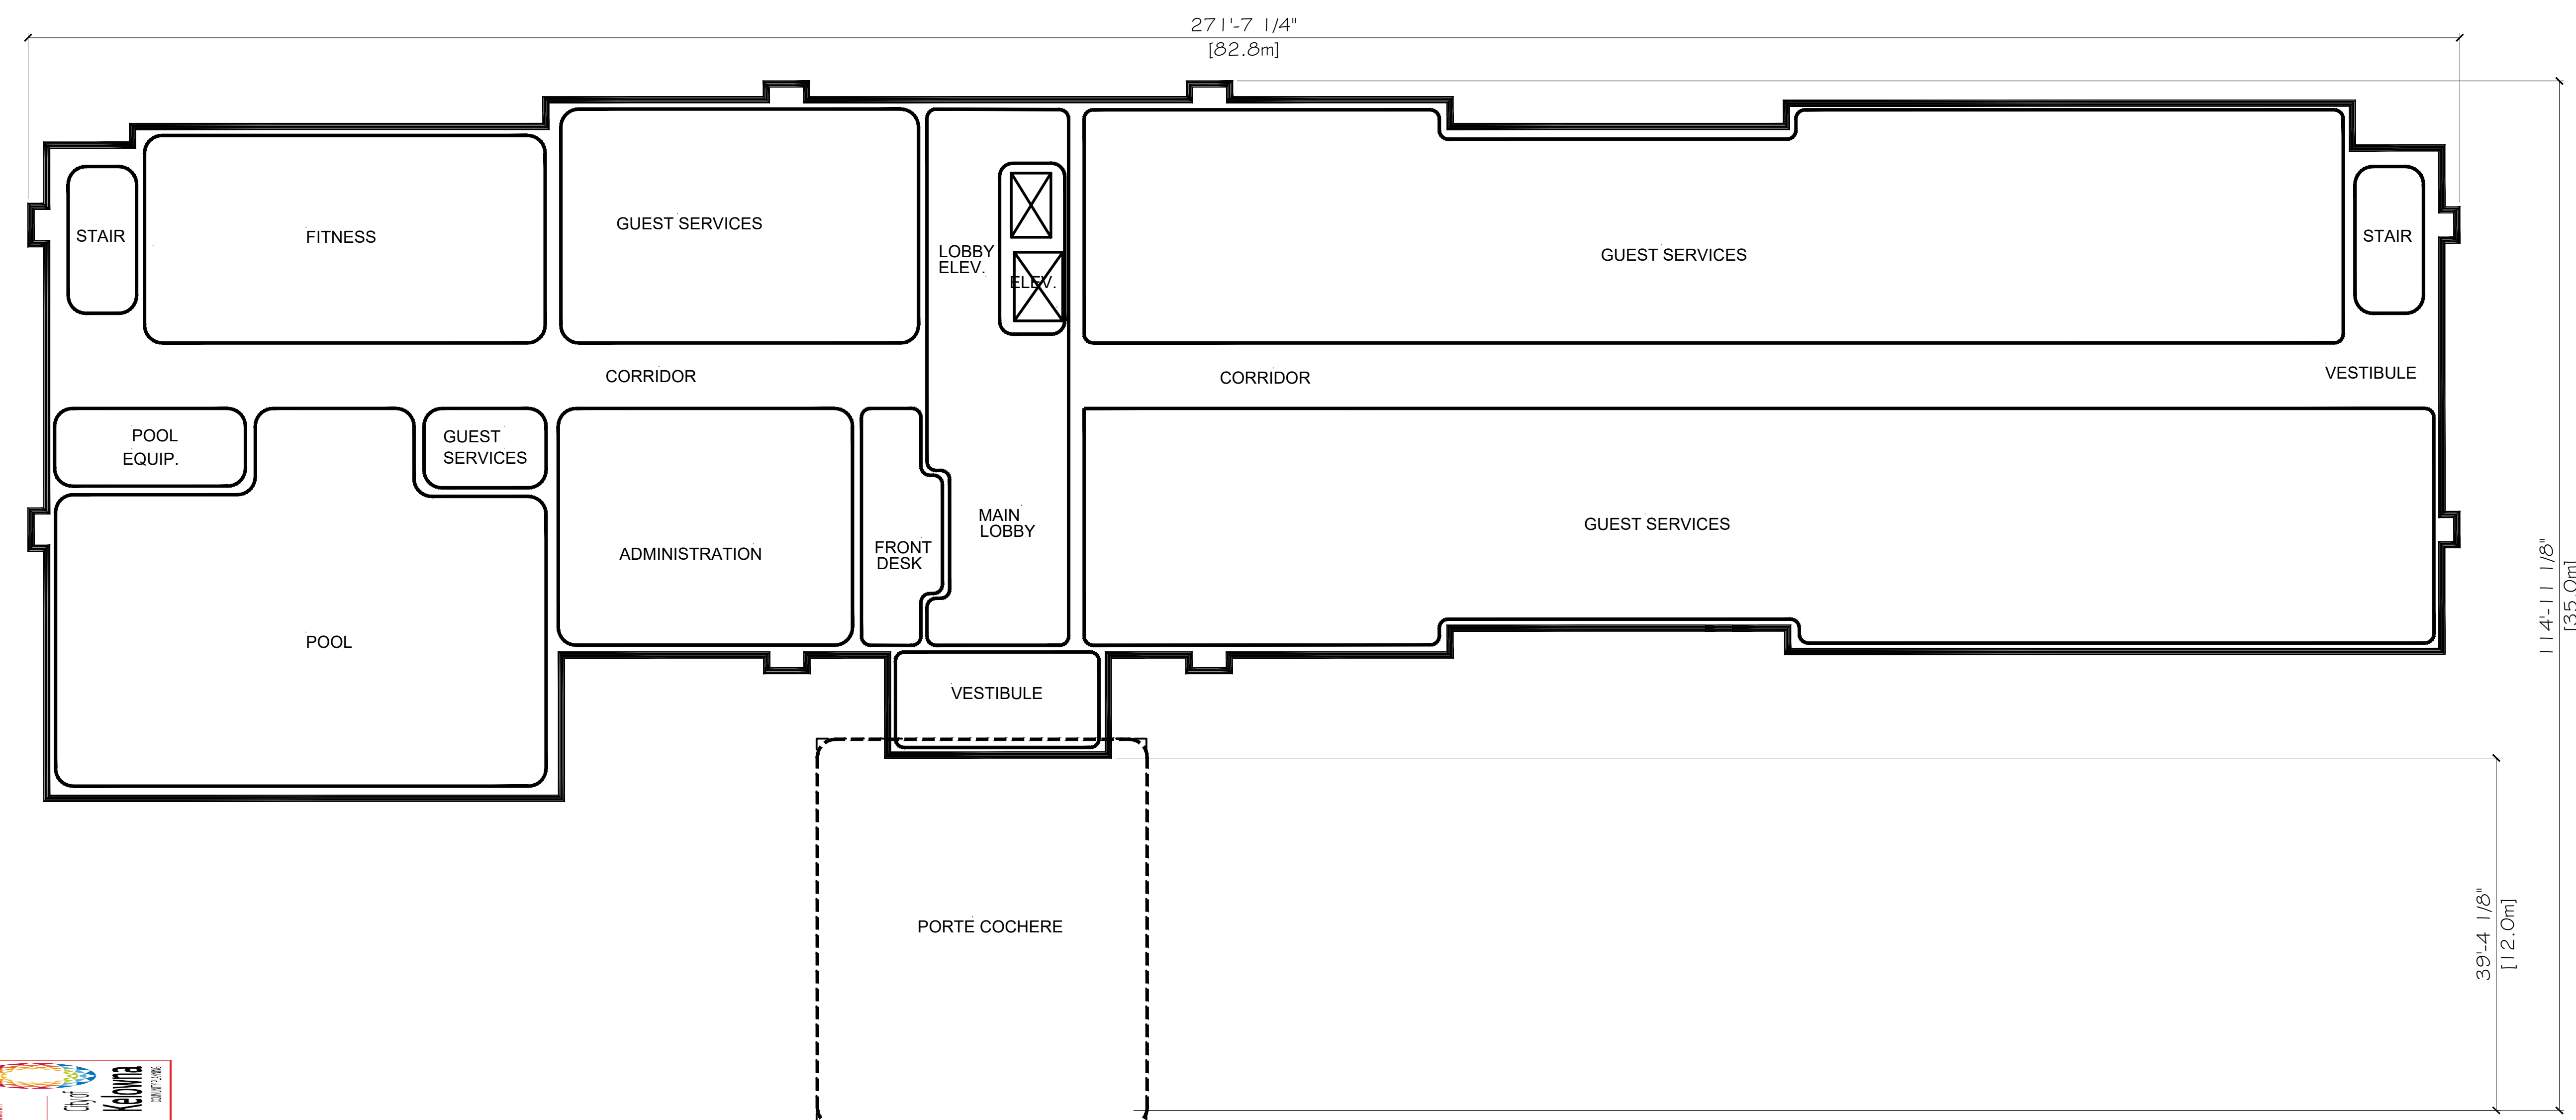 271'-7 1/4"
[82.8m]
STAIR
FITNESS
GUEST SERVICES
LOBBY
ELEV.
ELEV.
GUEST SERVICES
STAIR
CORRIDOR
CORRIDOR
VESTIBULE
POOL
EQUIP.
GUEST
SERVICES
ADMINISTRATION
FRONT
DESK
MAIN
LOBBY
GUEST SERVICES
POOL
VESTIBULE
PORTE COCHERE
114'-11 1/8"
[35.0m]
39'-4 1/8"
[12.0m]
City of
Kelowna
COMMUNITY PLANNING